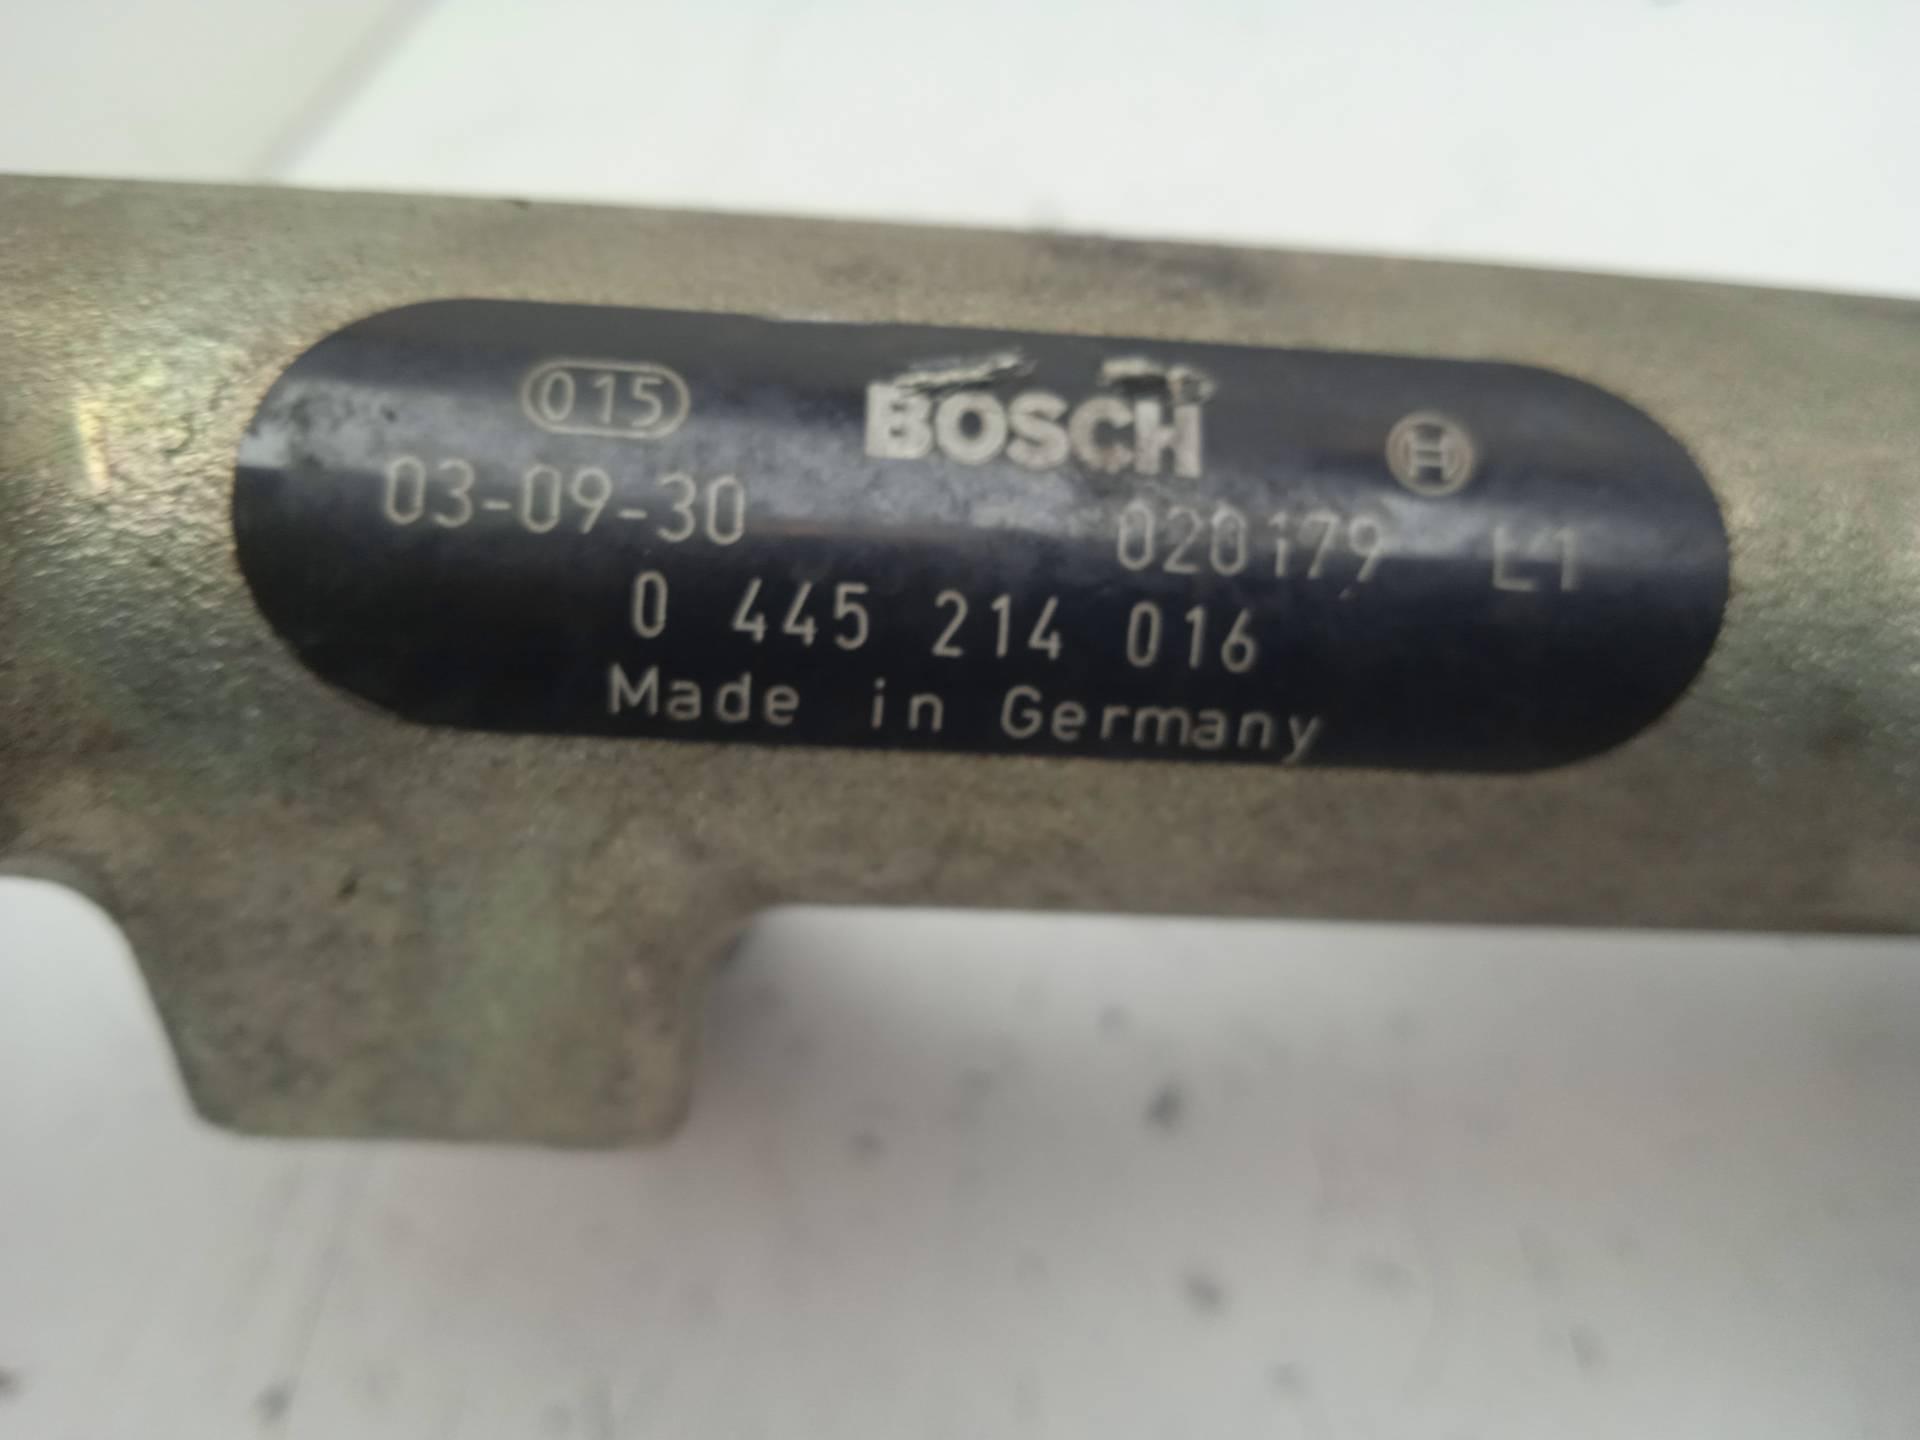 015 BOSCH H
03-09-30 020179 L1
0 445 214 016
Made in Germany